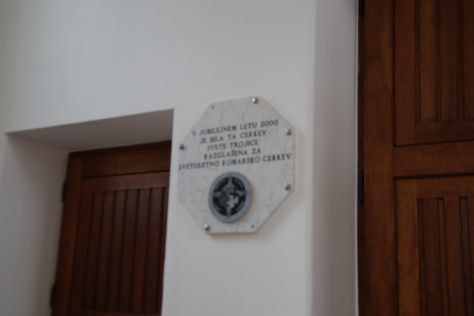 V JUBILEJNEM LETU 2000
JE BILA TA CERKEV
SVETE TROJICE
RAZGLAŠENA ZA
SVETOLETNO ROMARSKO CERKEV